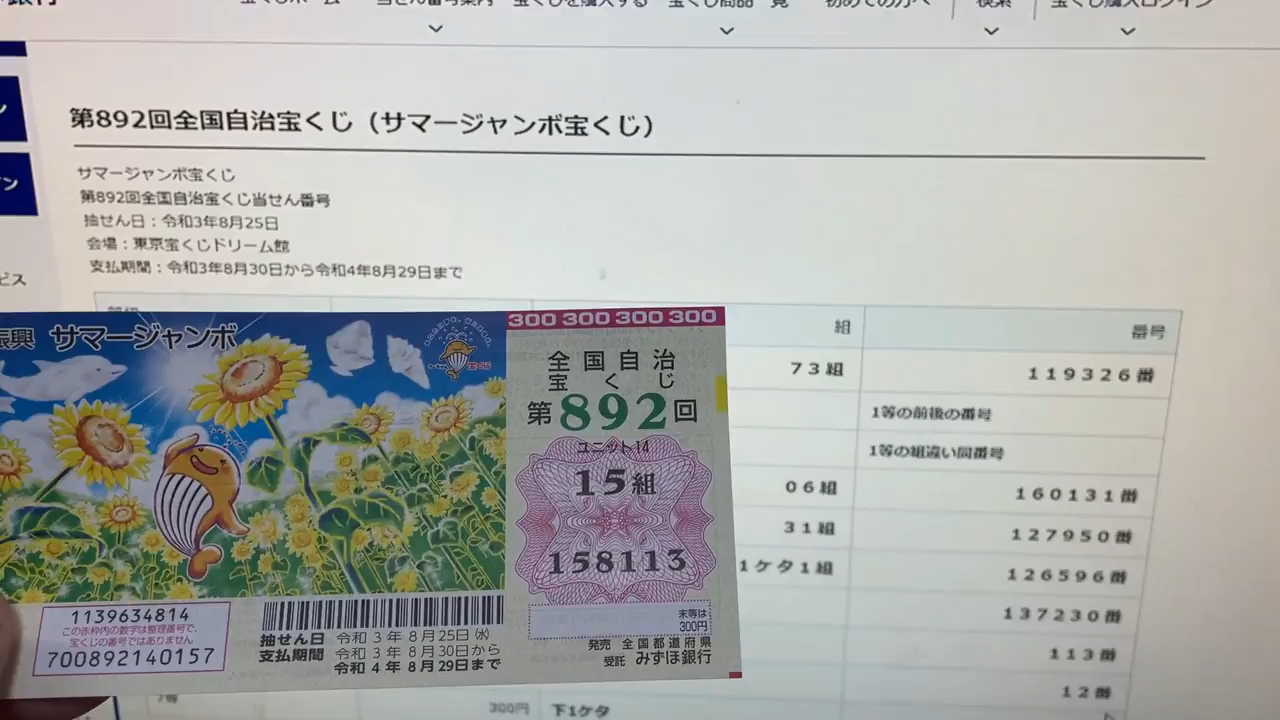 第892回全国自治宝くじ（サマージャンボ宝くじ）
サマージャンボ宝くじ
第892回全国自治宝くじ当せん番号
抽せん日：令和3年8月25日
会場：東京宝くじドリーム館
支払期間：令和3年8月30日から令和4年8月29日まで
組 番号
73組 119326番
1等の前後の番号
1等の組違い同番号
06組 160131番
31組 127950番
1ケタ1組 126596番
137230番
113番
12番
300円 下1ケタ
振興 サマージャンボ
宝くじ
300 300 300 300
全国自治
宝くじ
第892回
ユニット14
15組
158113
末等は
300円
発売 全国都道府県
受託 みずほ銀行
1139634814
この赤枠内の数字は整理番号で、
宝くじの番号ではありません
700892140157
抽せん日 令和3年8月25日㈬
支払期間 令和3年8月30日から
令和4年8月29日まで